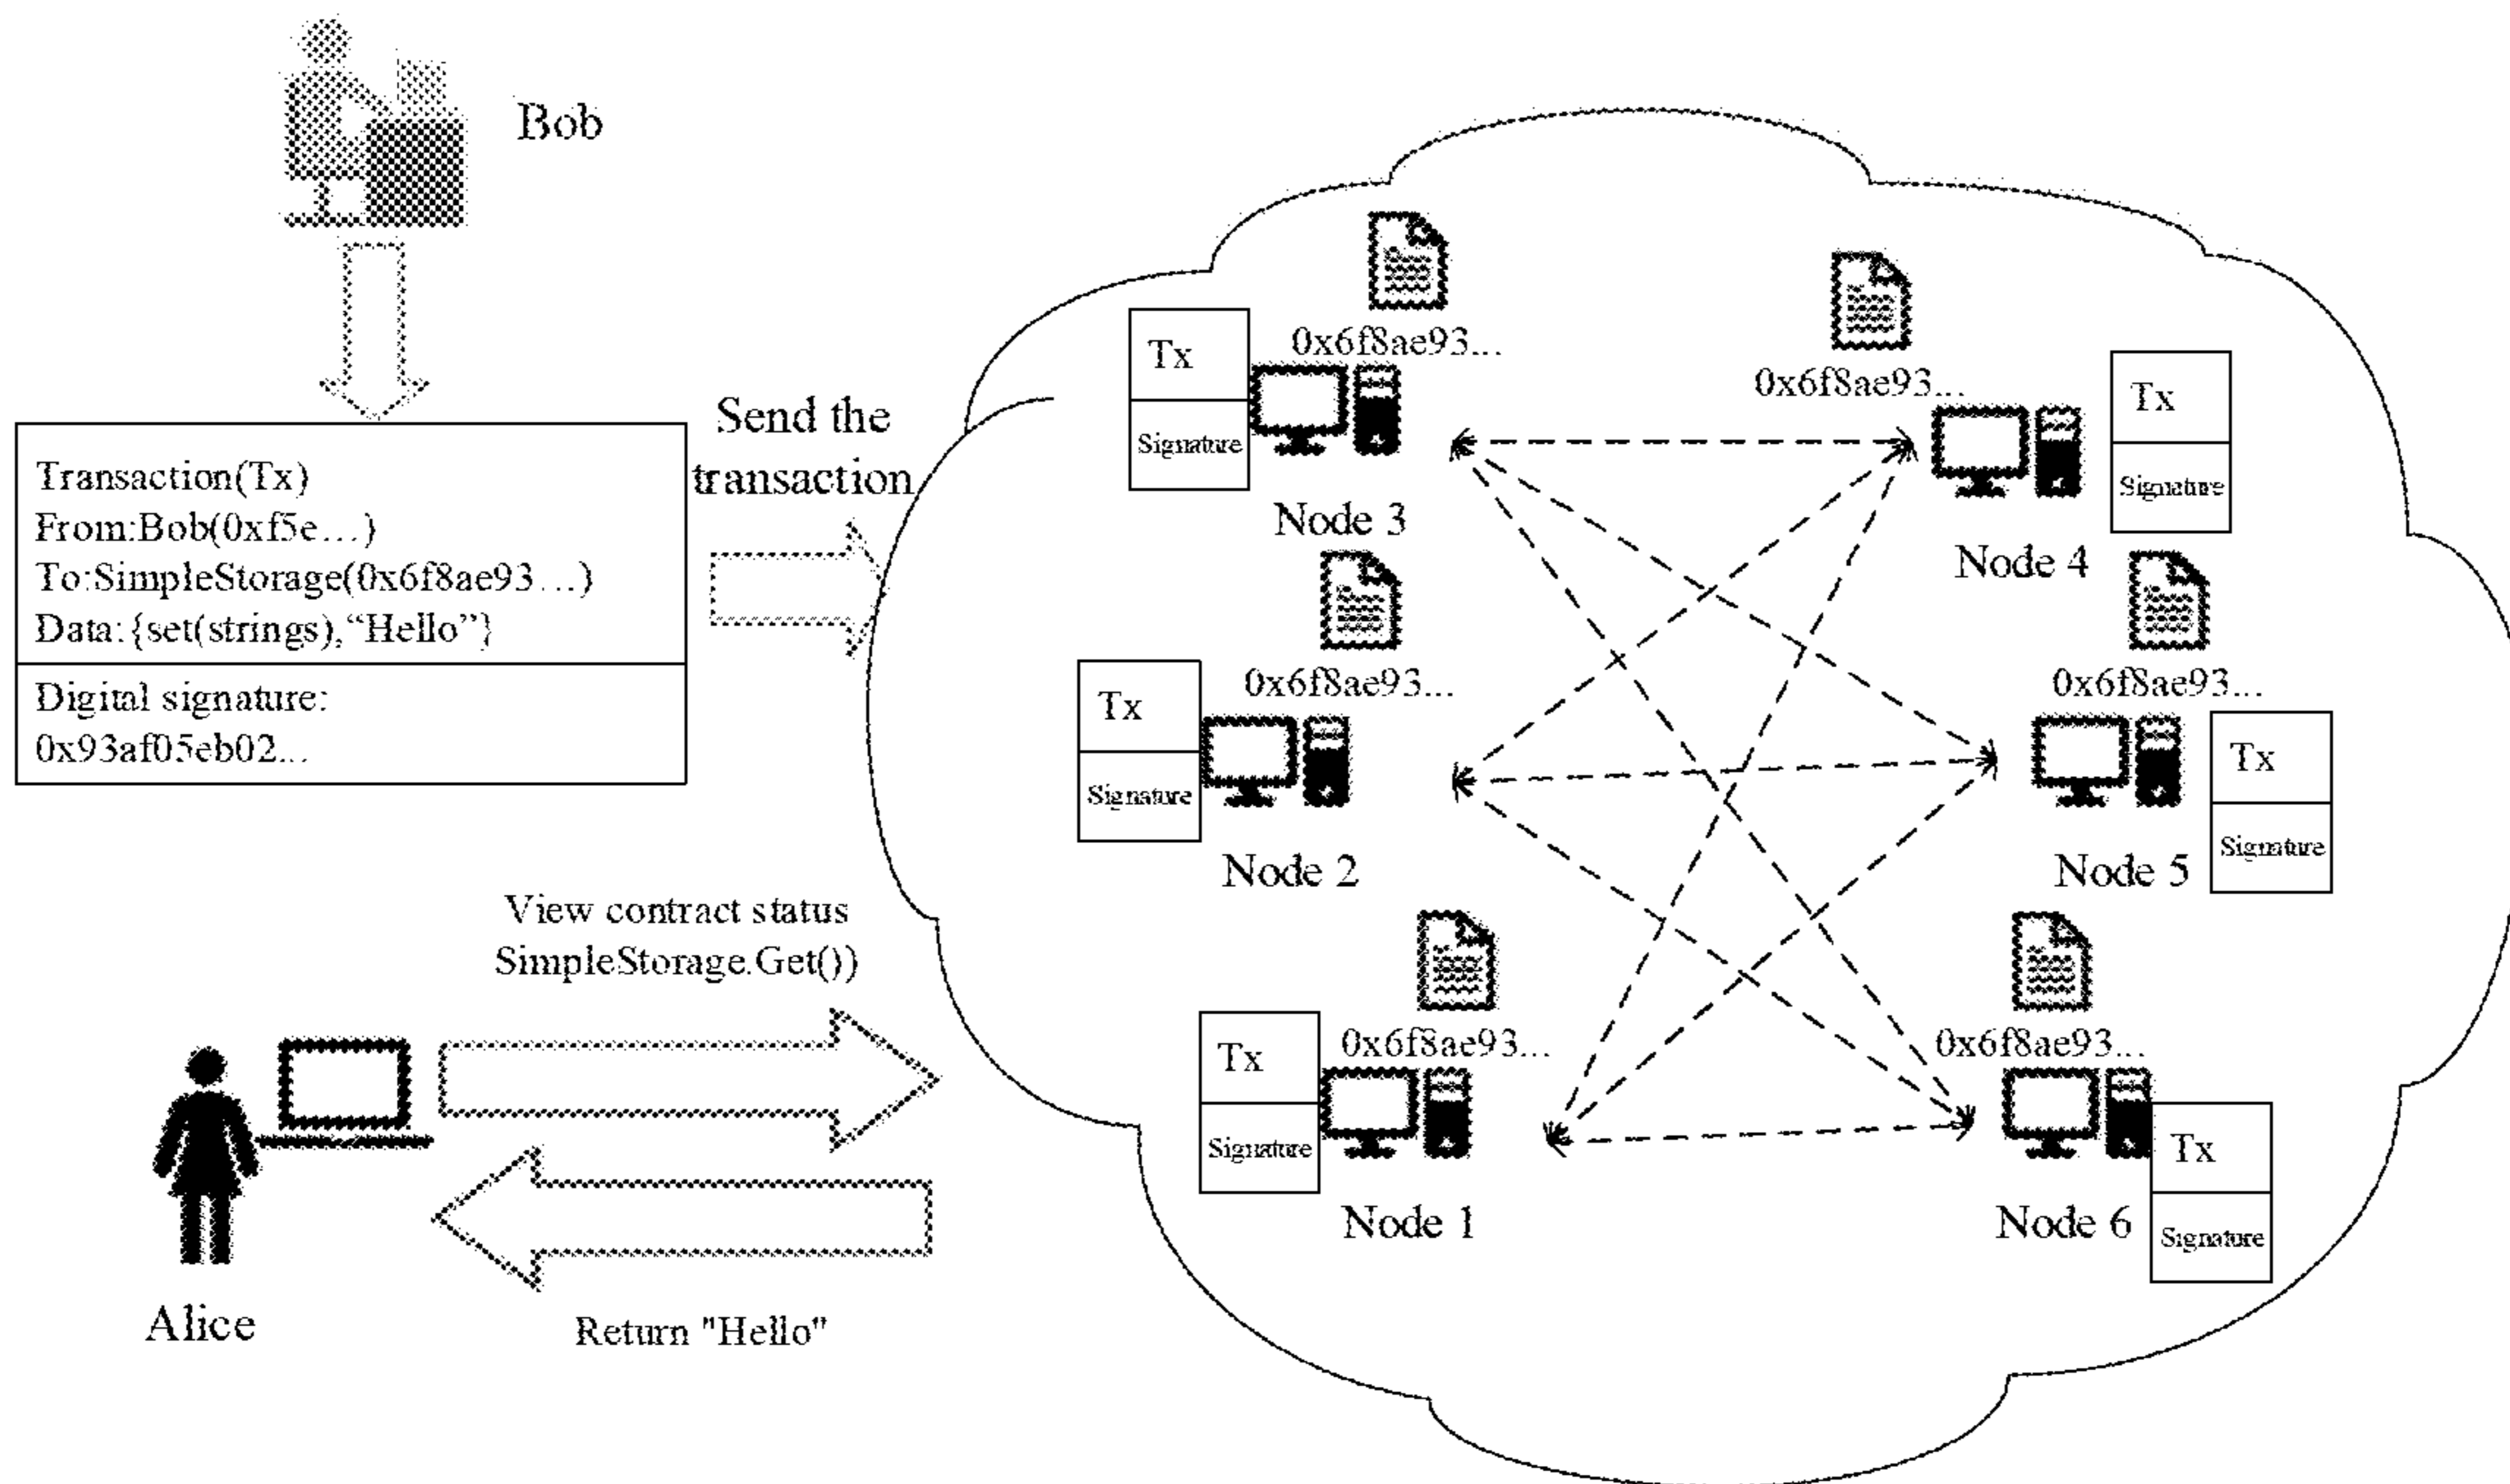 Bob
Transaction(Tx)
From:Bob(0xf5e...)
To:SimpleStorage(0x6f8ae93...)
Data:{set(strings),“Hello”}
Digital signature:
0x93af05eb02...
Send the
transaction
0x6f8ae93...
Tx
Signature
Node 3
0x6f8ae93...
Tx
Signature
Node 4
0x6f8ae93...
Tx
Signature
Node 2
0x6f8ae93...
Tx
Signature
Node 5
View contract status
SimpleStorage.Get())
0x6f8ae93...
Tx
Signature
Node 1
0x6f8ae93...
Tx
Signature
Node 6
Alice
Return "Hello"